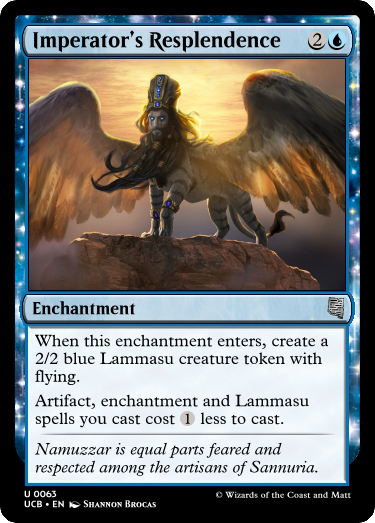 Imperator's Resplendence 2
Enchantment
When this enchantment enters, create a
2/2 blue Lammasu creature token with
flying.
Artifact, enchantment and Lammasu
spells you cast cost 1 less to cast.
Namuzzar is equal parts feared and
respected among the artisans of Sannuria.
U 0063
UCB • EN Shannon Brocas © Wizards of the Coast and Matt